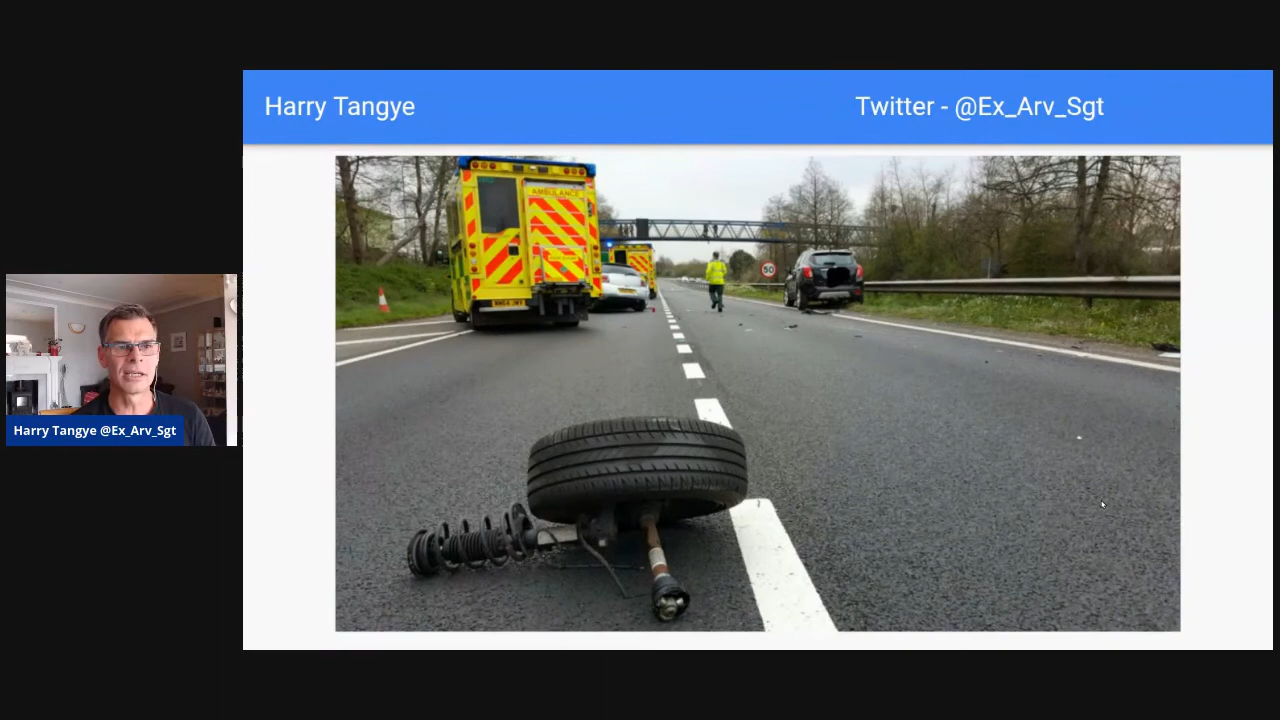 Harry Tangye
Twitter - @Ex_Arv_Sgt
AMBULANCE
50
Harry Tangye @Ex_Arv_Sgt